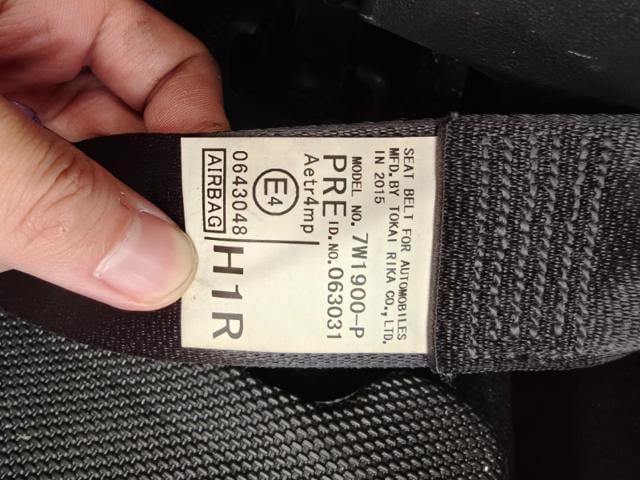 SEAT BELT FOR AUTOMOBILES
MFD. BY TOKAI RIKA CO., LTD.
IN 2015
MODEL NO. 7W1900-P
PRE ID. NO. 063031
Aetr4mp
E4
0643048
AIRBAG
H1R